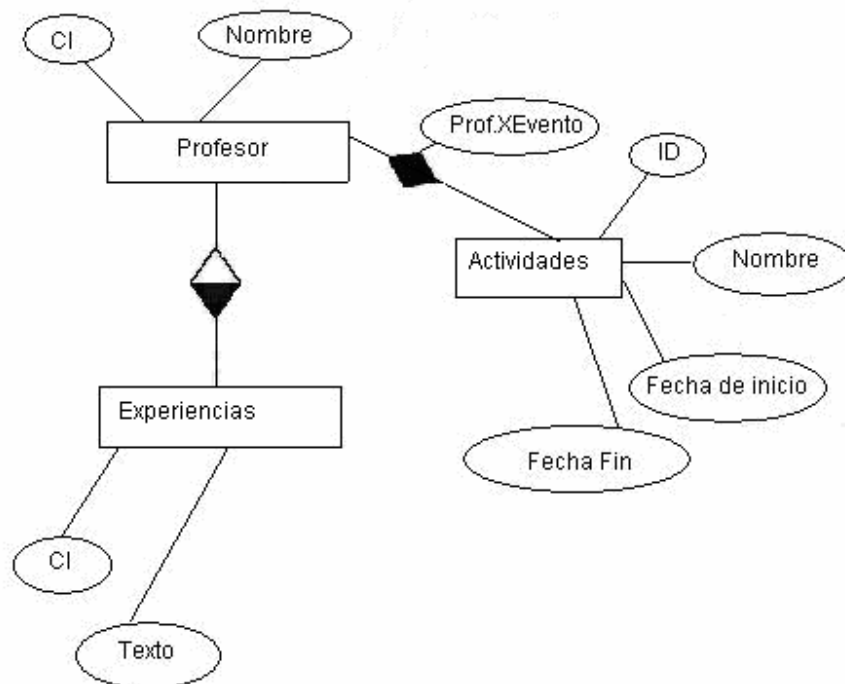 CI
Nombre
Profesor
Prof.XEvento
ID
Actividades
Nombre
Fecha de inicio
Experiencias
Fecha Fin
CI
Texto